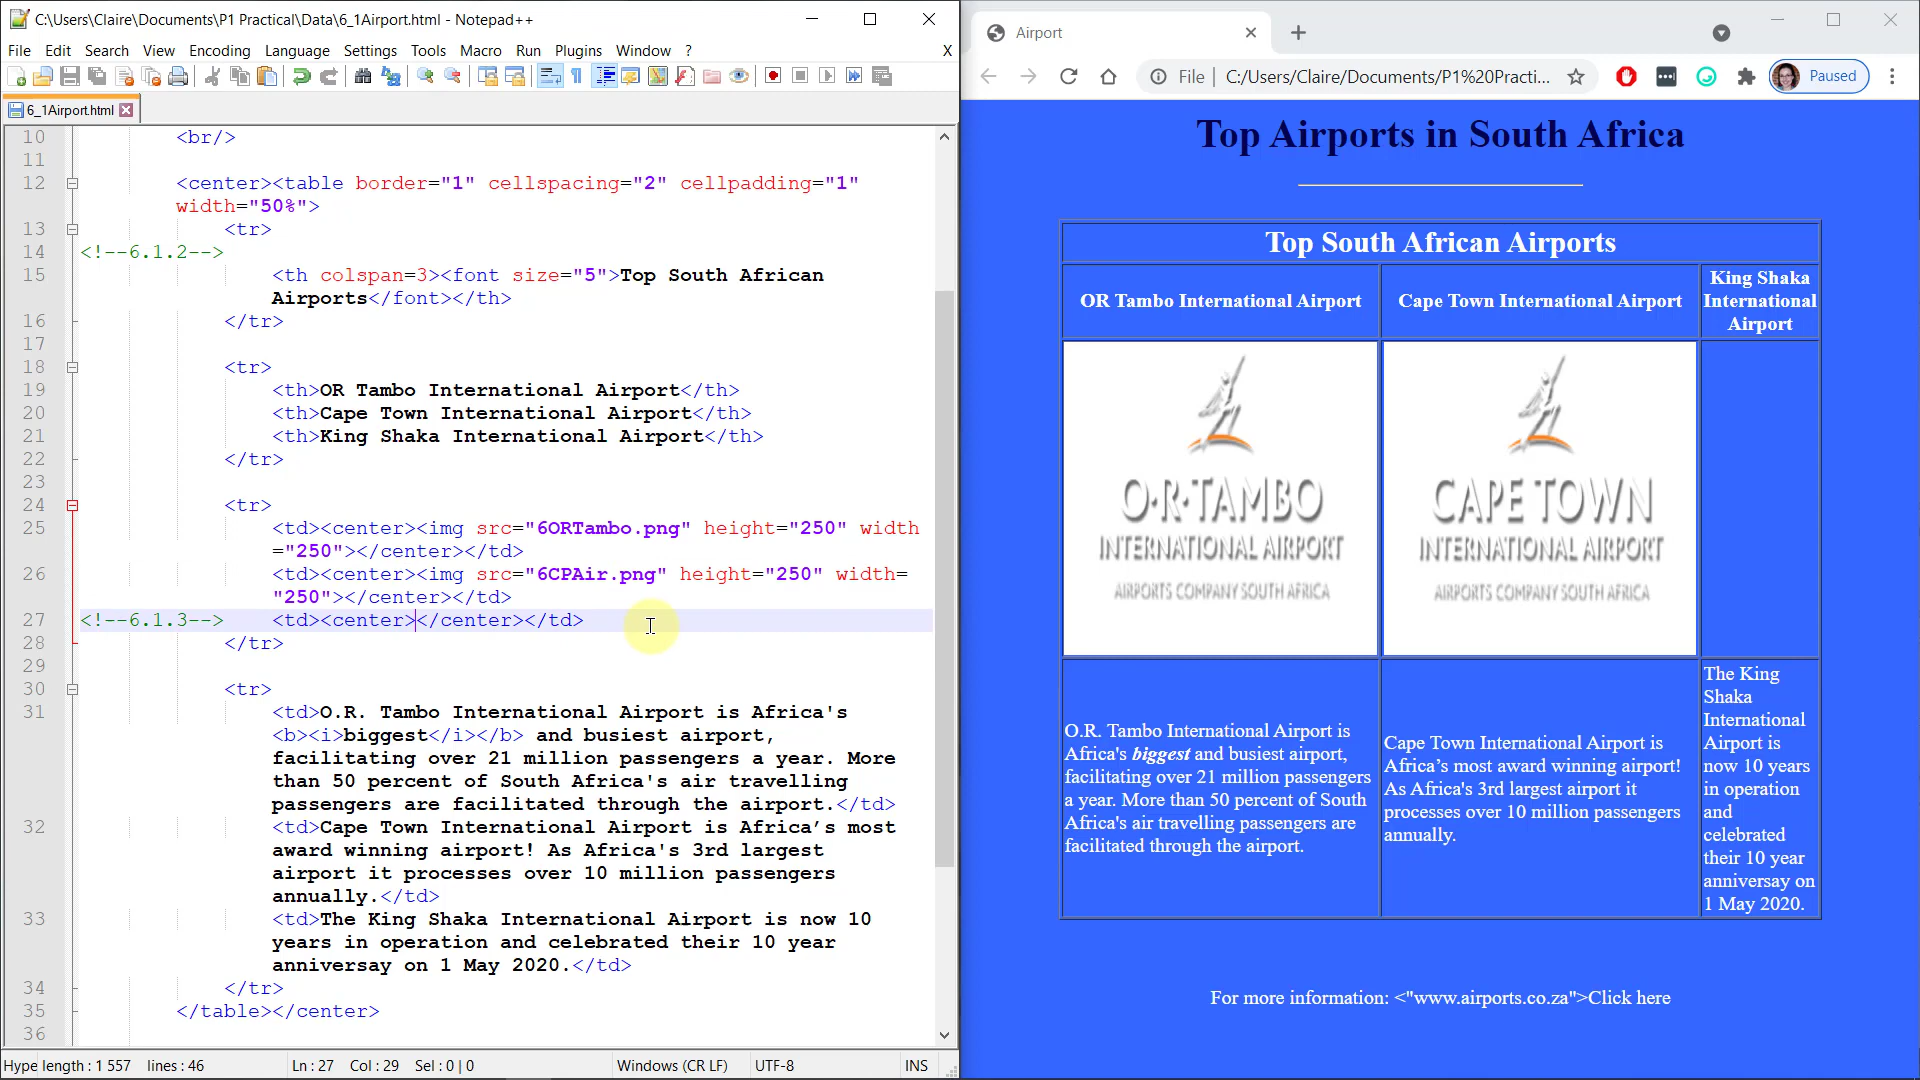 C:\Users\Claire\Documents\P1 Practical\Data\6_1Airport.html - Notepad++
File Edit Search View Encoding Language Settings Tools Macro Run Plugins Window ? X
6_1Airport.html
10 <br/>
11
12 <center><table border="1" cellspacing="2" cellpadding="1"
width="50%">
13 <tr>
14 <!--6.1.2-->
15 <th colspan=3><font size="5">Top South African
Airports</font></th>
16 </tr>
17
18 <tr>
19 <th>OR Tambo International Airport</th>
20 <th>Cape Town International Airport</th>
21 <th>King Shaka International Airport</th>
22 </tr>
23
24 <tr>
25 <td><center><img src="6ORTambo.png" height="250" width
="250"></center></td>
26 <td><center><img src="6CPAir.png" height="250" width=
"250"></center></td>
27 <!--6.1.3--> <td><center></center></td>
28 </tr>
29
30 <tr>
31 <td>O.R. Tambo International Airport is Africa's
<b><i>biggest</i></b> and busiest airport,
facilitating over 21 million passengers a year. More
than 50 percent of South Africa's air travelling
passengers are facilitated through the airport.</td>
32 <td>Cape Town International Airport is Africa’s most
award winning airport! As Africa's 3rd largest
airport it processes over 10 million passengers
annually.</td>
33 <td>The King Shaka International Airport is now 10
years in operation and celebrated their 10 year
anniversay on 1 May 2020.</td>
34 </tr>
35 </table></center>
36
Hype length : 1 557 lines : 46 Ln : 27 Col : 29 Sel : 0 | 0 Windows (CR LF) UTF-8 INS
Airport
File | C:/Users/Claire/Documents/P1%20Practi... Paused
Top Airports in South Africa
Top South African Airports
OR Tambo International Airport
Cape Town International Airport
King Shaka
International
Airport
O·R·TAMBO
INTERNATIONAL AIRPORT
AIRPORTS COMPANY SOUTH AFRICA
CAPE TOWN
INTERNATIONAL AIRPORT
AIRPORTS COMPANY SOUTH AFRICA
O.R. Tambo International Airport is
Africa's biggest and busiest airport,
facilitating over 21 million passengers
a year. More than 50 percent of South
Africa's air travelling passengers are
facilitated through the airport.
Cape Town International Airport is
Africa’s most award winning airport!
As Africa's 3rd largest airport it
processes over 10 million passengers
annually.
The King
Shaka
International
Airport is
now 10 years
in operation
and
celebrated
their 10 year
anniversay on
1 May 2020.
For more information: <"www.airports.co.za">Click here